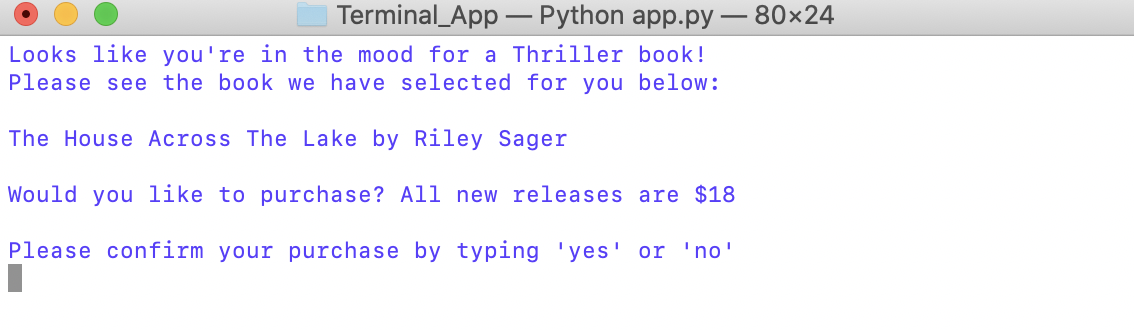 Terminal_App — Python app.py — 80×24
Looks like you're in the mood for a Thriller book!
Please see the book we have selected for you below:
The House Across The Lake by Riley Sager
Would you like to purchase? All new releases are $18
Please confirm your purchase by typing 'yes' or 'no'